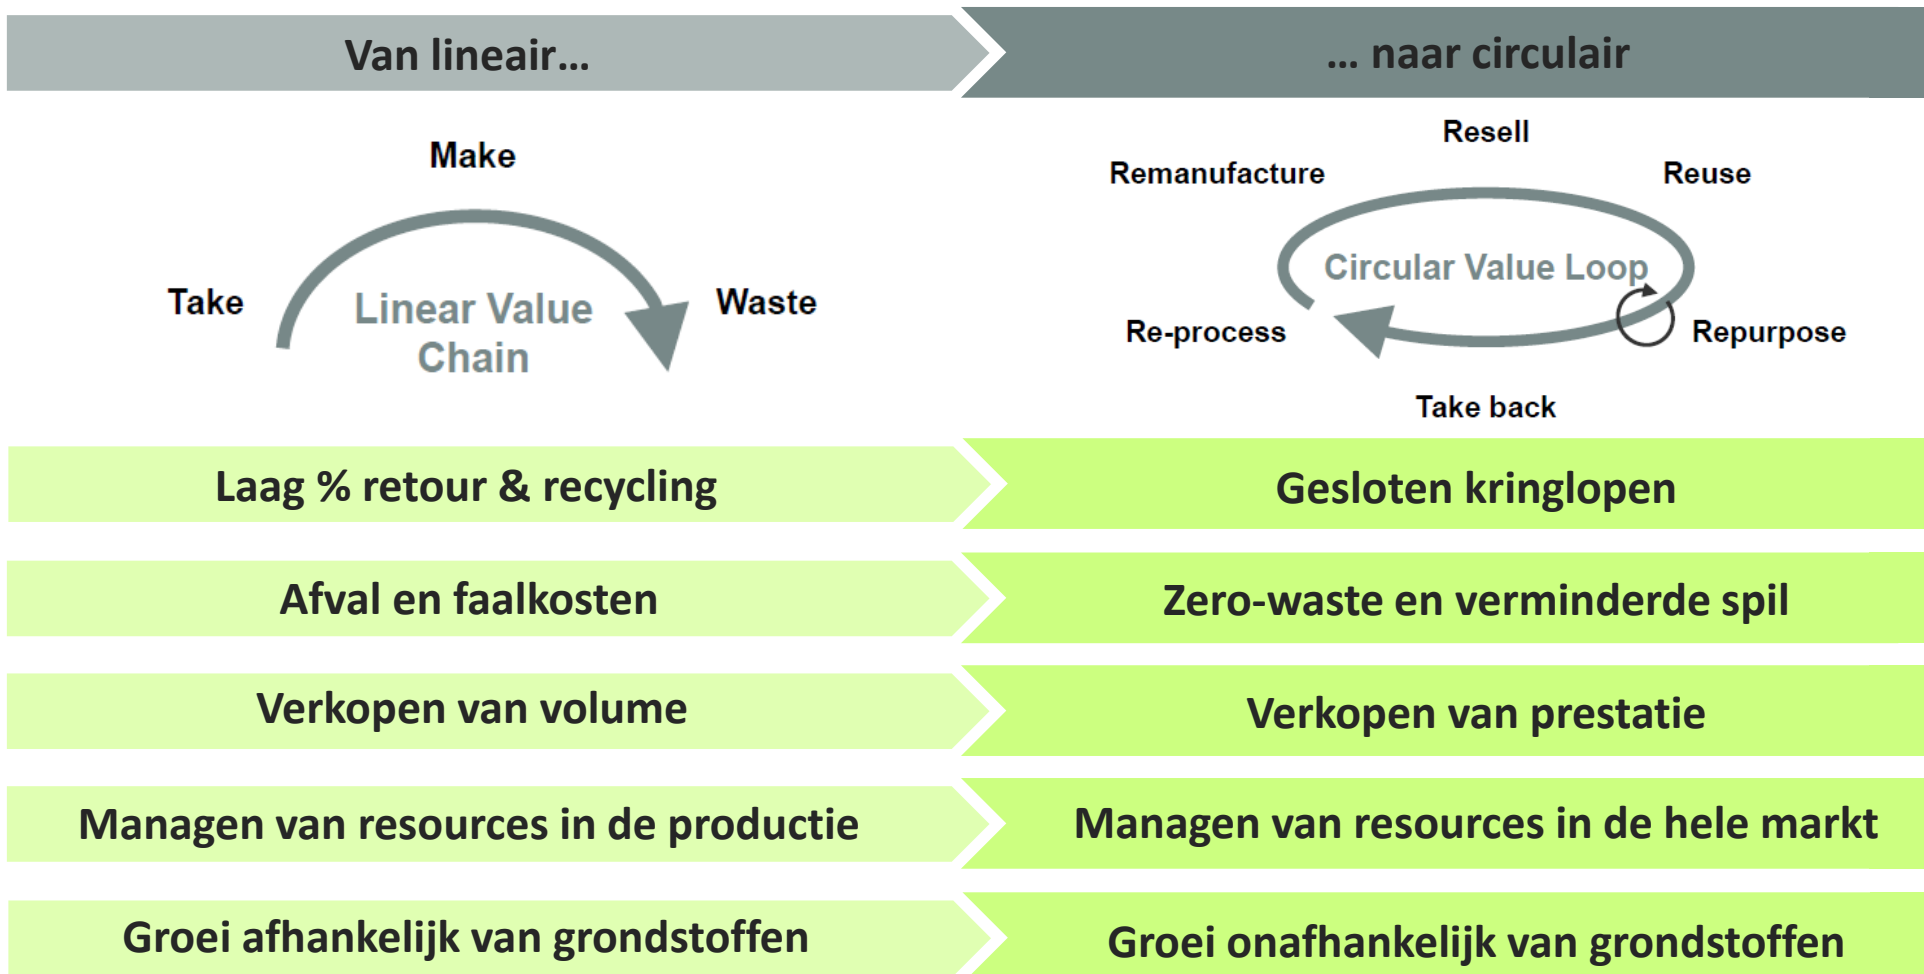 Van lineair…
… naar circulair
Make
Take
Linear Value
Chain
Waste
Resell
Remanufacture
Reuse
Circular Value Loop
Re-process
Repurpose
Take back
Laag % retour & recycling
Gesloten kringlopen
Afval en faalkosten
Zero-waste en verminderde spil
Verkopen van volume
Verkopen van prestatie
Managen van resources in de productie
Managen van resources in de hele markt
Groei afhankelijk van grondstoffen
Groei onafhankelijk van grondstoffen